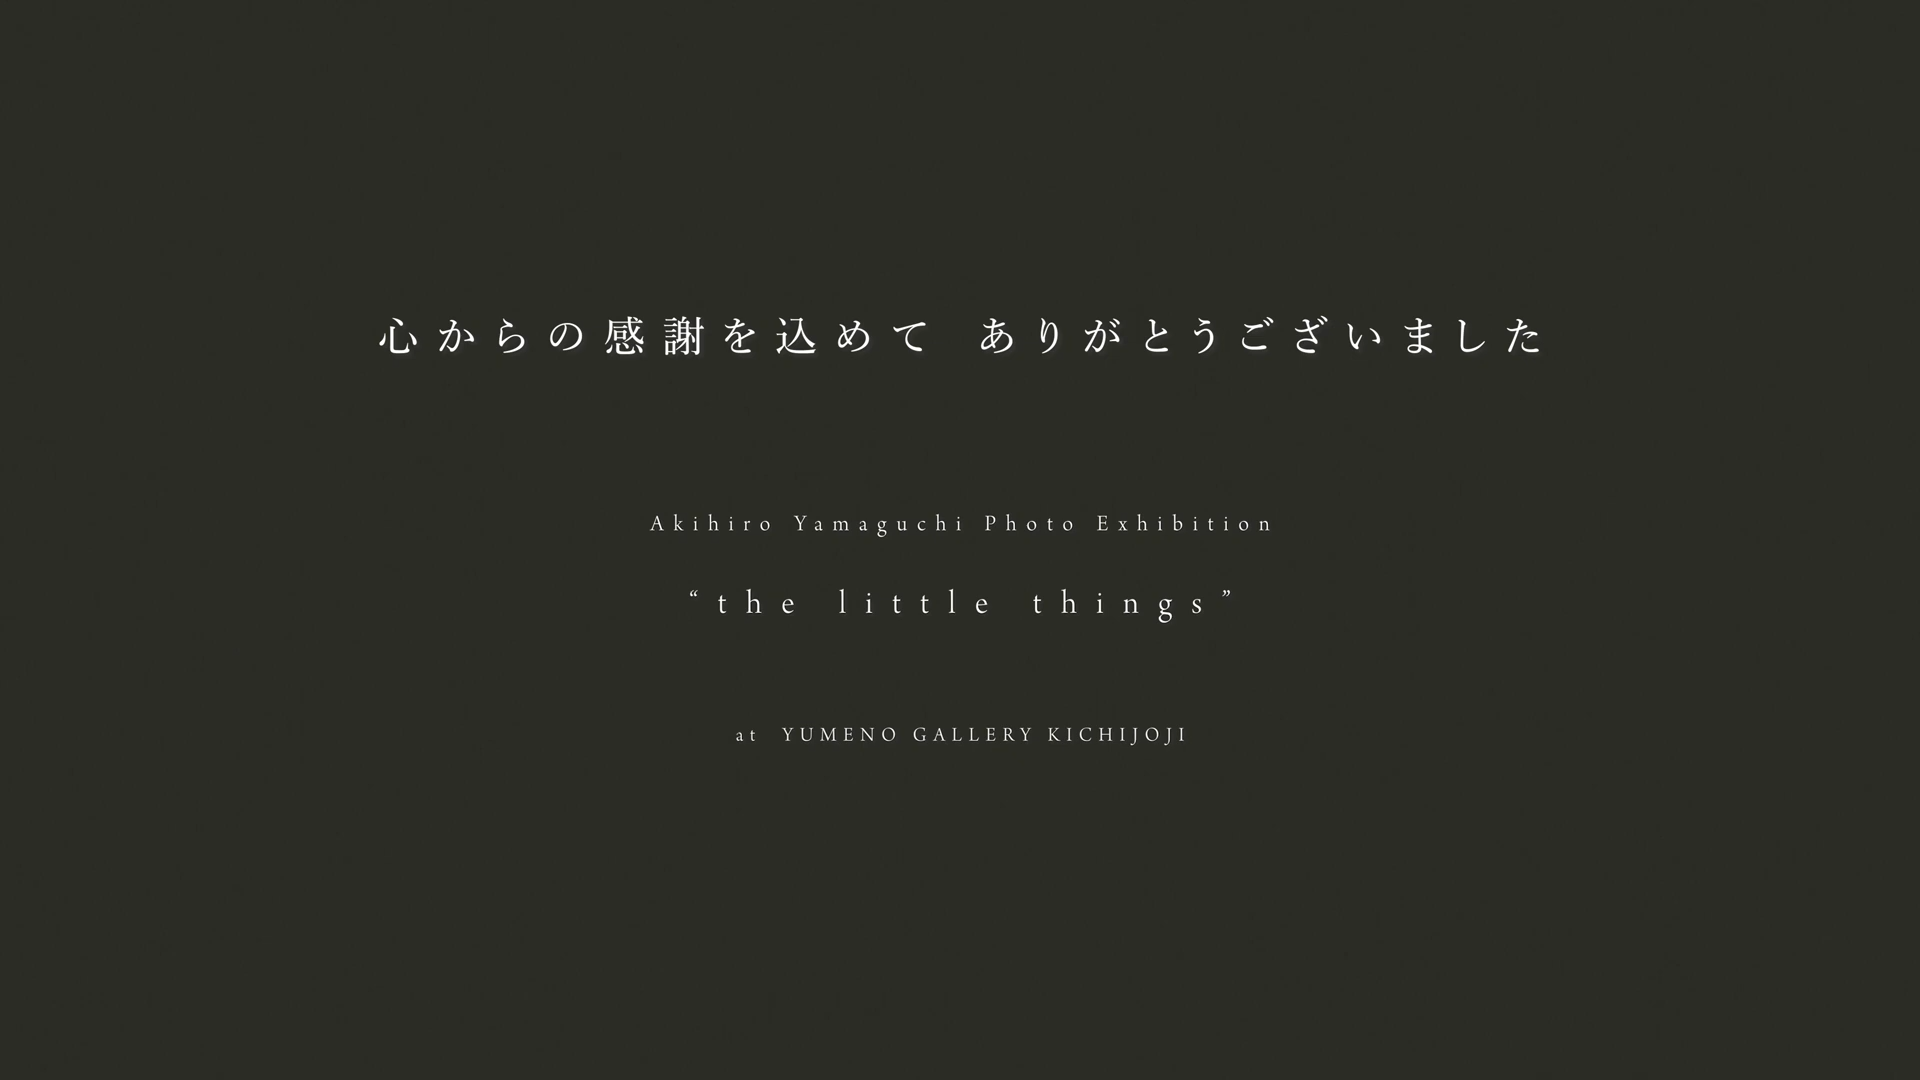 心からの感謝を込めて ありがとうございました
Akihiro Yamaguchi Photo Exhibition
“the little things”
at YUMENO GALLERY KICHIJOJI